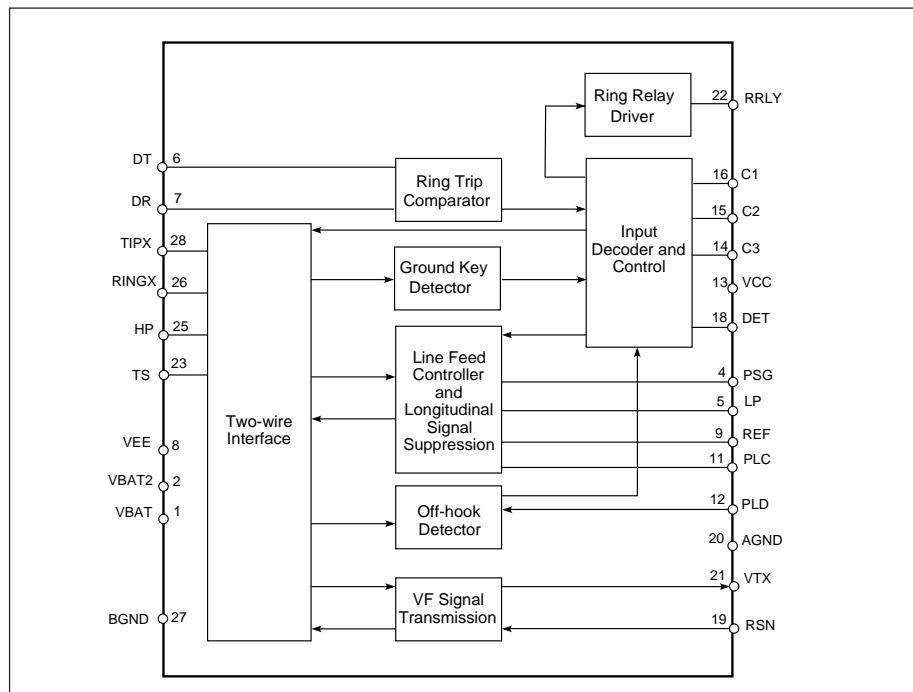 Ring Relay
Driver
22
RRLY
DT
6
Ring Trip
Comparator
16
C1
DR
7
15
C2
TIPX
28
Input
Decoder and
Control
14
C3
RINGX
26
Ground Key
Detector
13
VCC
HP
25
18
DET
TS
23
Line Feed
Controller
and
Longitudinal
Signal
Suppression
4
PSG
5
LP
Two-wire
Interface
9
REF
VEE
8
11
PLC
VBAT2
2
12
PLD
VBAT
1
Off-hook
Detector
20
AGND
21
VTX
VF Signal
Transmission
BGND
27
19
RSN